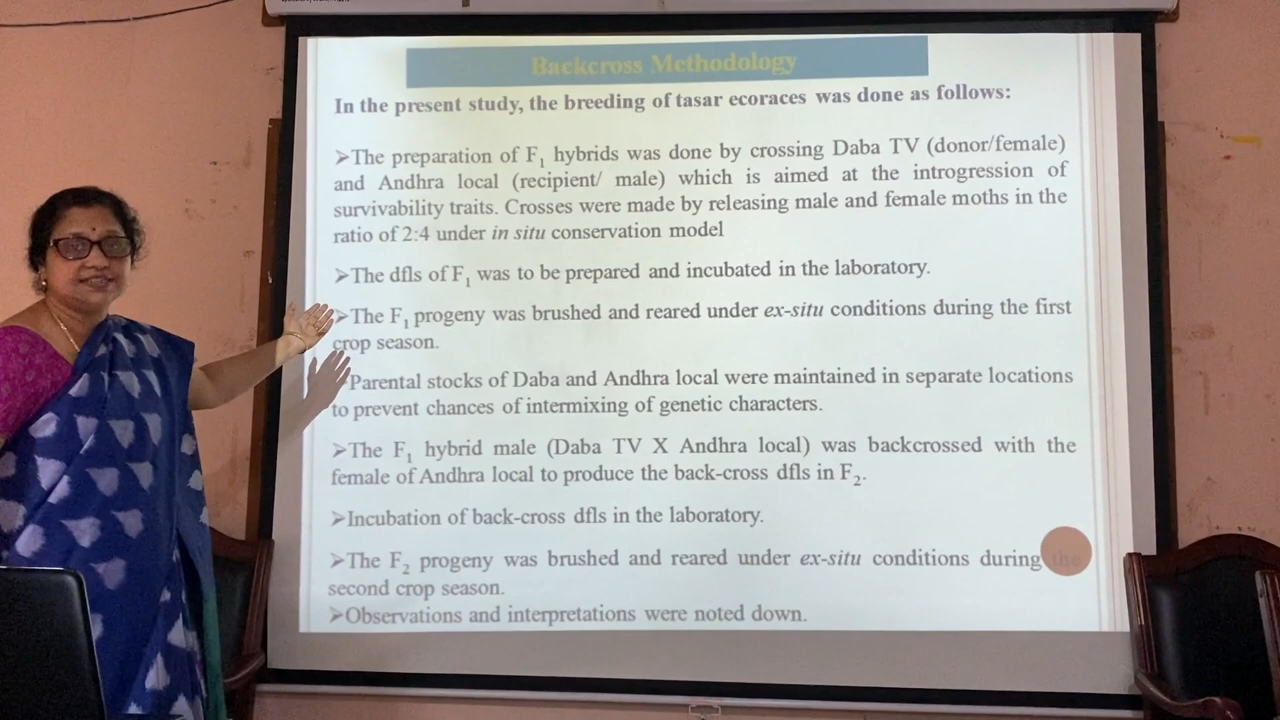 Backcross Methodology
In the present study, the breeding of tasar ecoraces was done as follows:
➢The preparation of F₁ hybrids was done by crossing Daba TV (donor/female)
and Andhra local (recipient/ male) which is aimed at the introgression of
survivability traits. Crosses were made by releasing male and female moths in the
ratio of 2:4 under in situ conservation model
➢The dfls of F₁ was to be prepared and incubated in the laboratory.
➢The F₁ progeny was brushed and reared under ex-situ conditions during the first
crop season.
Parental stocks of Daba and Andhra local were maintained in separate locations
to prevent chances of intermixing of genetic characters.
➢The F₁ hybrid male (Daba TV X Andhra local) was backcrossed with the
female of Andhra local to produce the back-cross dfls in F₂.
➢Incubation of back-cross dfls in the laboratory.
➢The F₂ progeny was brushed and reared under ex-situ conditions during the
second crop season.
➢Observations and interpretations were noted down.